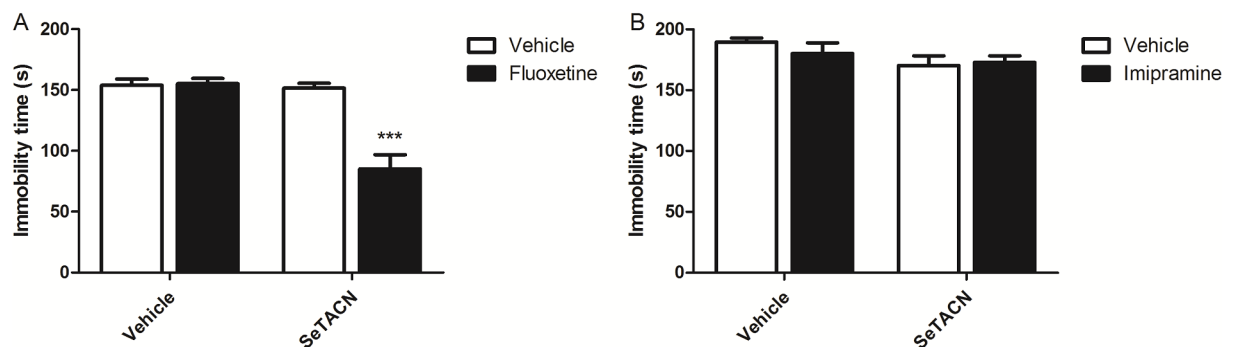 A
Immobility time (s)
200
150
100
50
0
***
Vehicle
SeTACN
Vehicle
Fluoxetine
B
Immobility time (s)
200
150
100
50
0
Vehicle
SeTACN
Vehicle
Imipramine